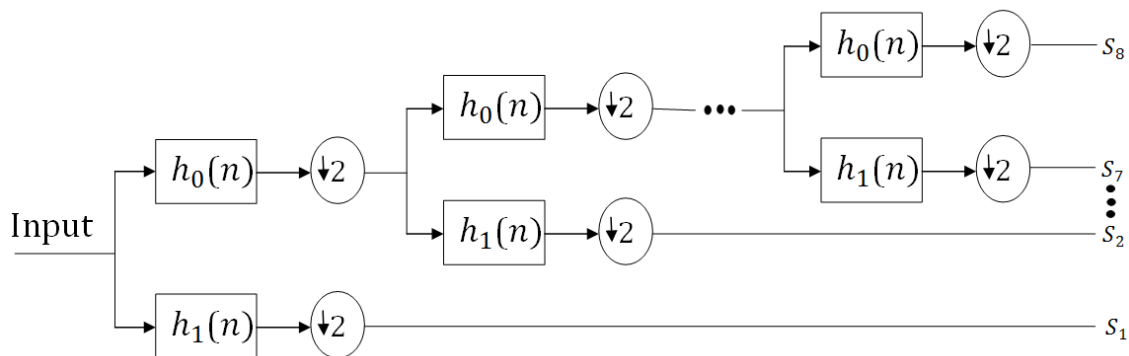 h₀(n) ↓2 S₈
h₀(n) ↓2 •••
h₀(n) ↓2 h₁(n) ↓2 S₇
Input
h₁(n) ↓2 S₂
h₁(n) ↓2 S₁